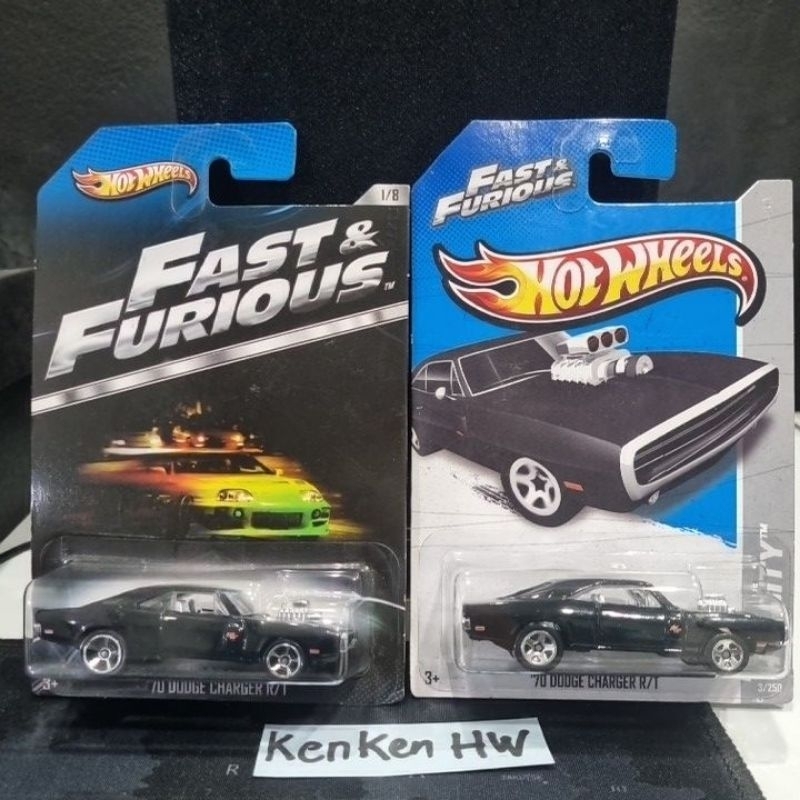 HOT WHEELS
1/8
FAST &
FURIOUS™
3+
'70 DODGE CHARGER R/T
FAST &
FURIOUS
HOT WHEELS
3+
'70 DODGE CHARGER R/T
3/250
KenKen HW